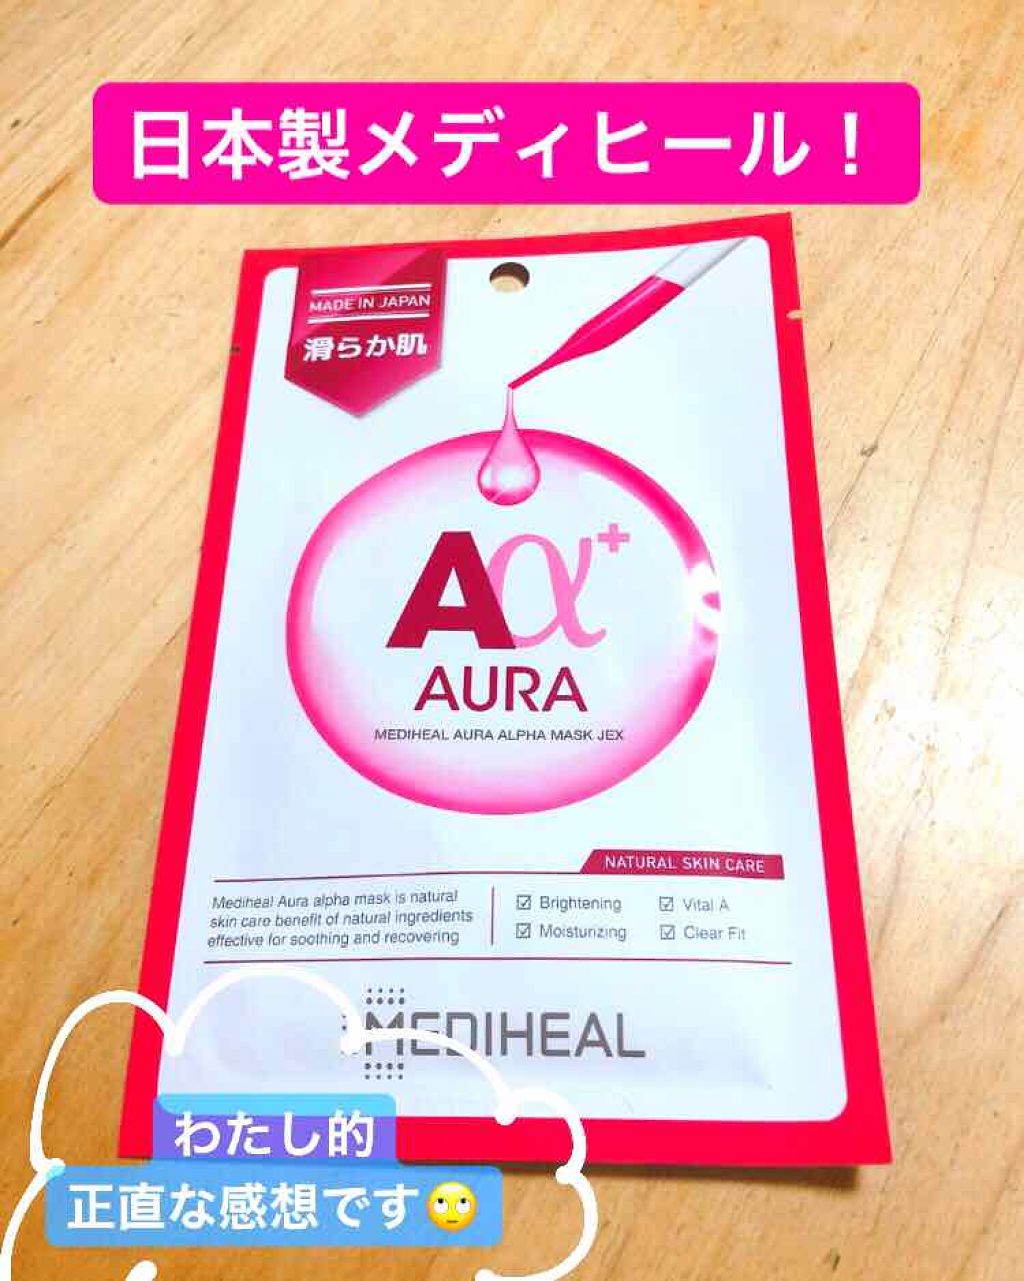 日本製メディヒール！
MADE IN JAPAN
滑らか肌
Aα+
AURA
MEDIHEAL AURA ALPHA MASK JEX
NATURAL SKIN CARE
Mediheal Aura alpha mask is natural
skin care benefit of natural ingredients
effective for soothing and recovering
☑ Brightening ☑ Vital A
☑ Moisturizing ☑ Clear Fit
MEDIHEAL
わたし的
正直な感想です🙄